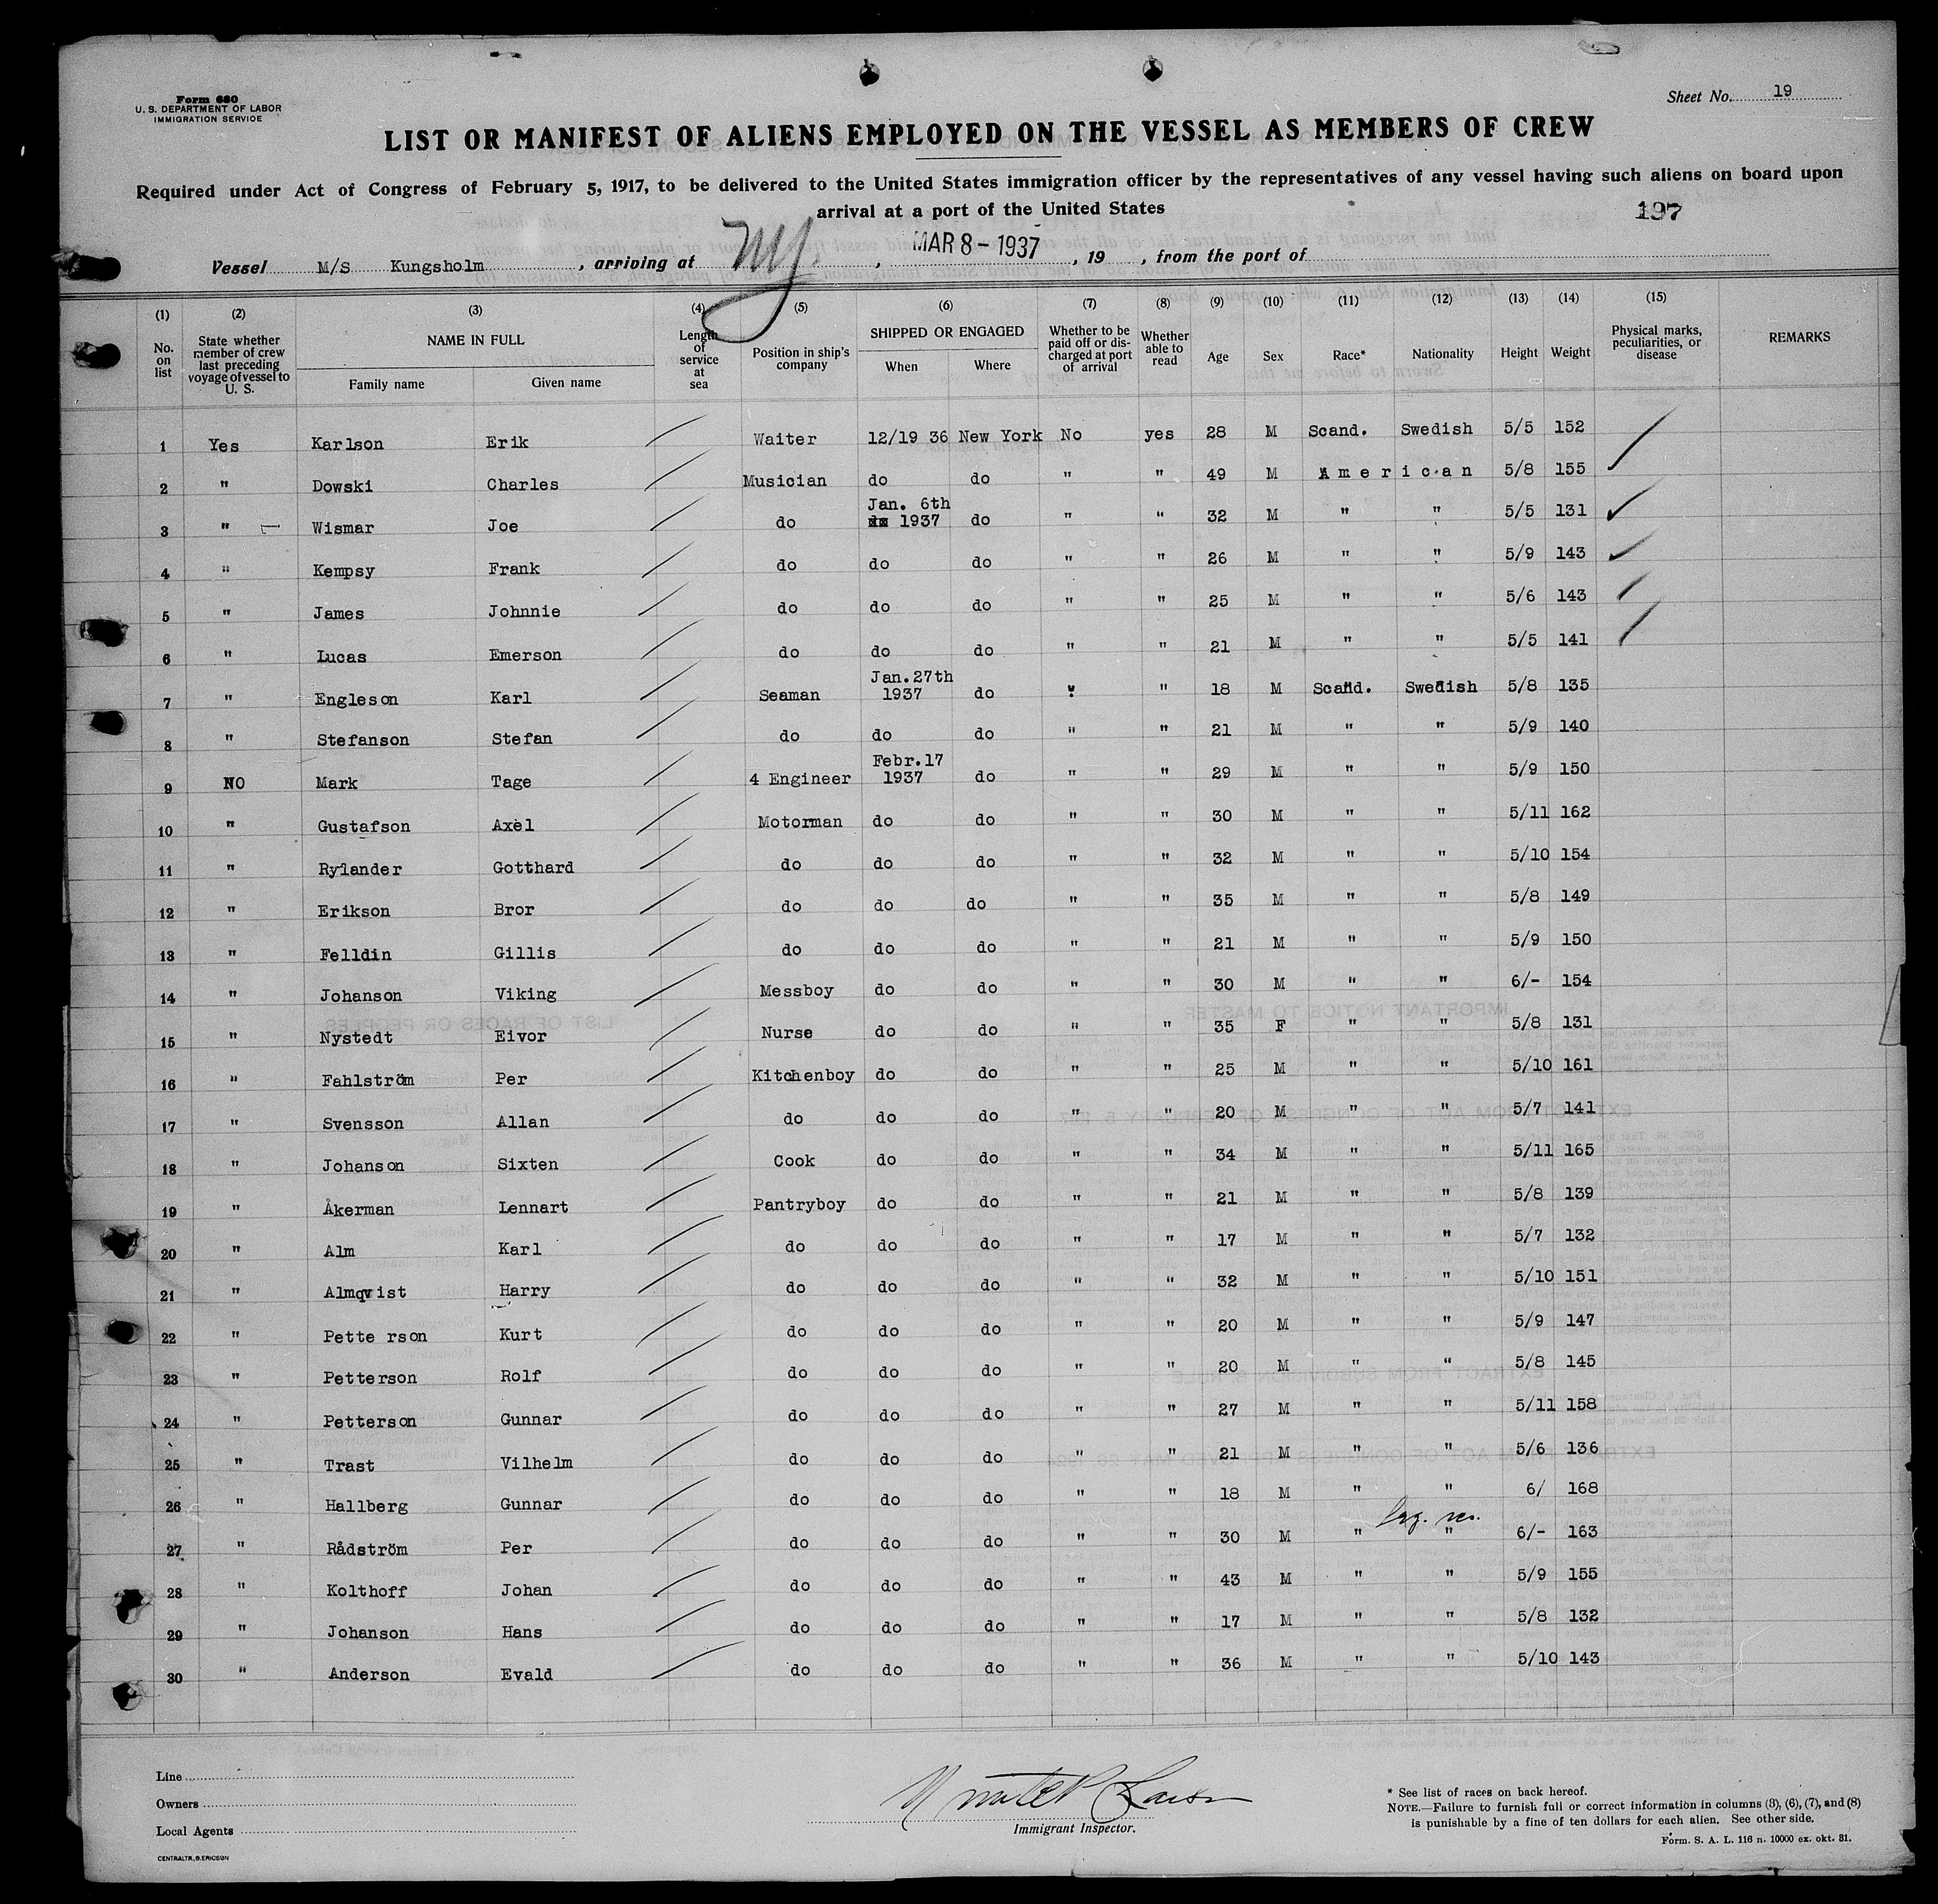 Form 680
U. S. DEPARTMENT OF LABOR
IMMIGRATION SERVICE
Sheet No. 19
LIST OR MANIFEST OF ALIENS EMPLOYED ON THE VESSEL AS MEMBERS OF CREW
Required under Act of Congress of February 5, 1917, to be delivered to the United States immigration officer by the representatives of any vessel having such aliens on board upon
arrival at a port of the United States
197
Vessel M/S Kungsholm, arriving at NY, MAR 8 - 1937, 19 , from the port of
(1) (2) (3) (4) (5) (6) (7) (8) (9) (10) (11) (12) (13) (14) (15)
No. on list State whether member of crew last preceding voyage of vessel to U. S. NAME IN FULL Family name Given name Length of service at sea Position in ship's company SHIPPED OR ENGAGED When Where Whether to be paid off or discharged at port of arrival Whether able to read Age Sex Race* Nationality Height Weight Physical marks, peculiarities, or disease REMARKS
1 Yes Karlson Erik Waiter 12/19 36 New York No yes 28 M Scand. Swedish 5/5 152
2 " Dowski Charles Musician do do " " 49 M American 5/8 155
3 " Wismar Joe do Jan. 6th 1937 do " " 32 M " " 5/5 131
4 " Kempsy Frank do do do " " 26 M " " 5/9 143
5 " James Johnnie do do do " " 25 M " " 5/6 143
6 " Lucas Emerson do do do " " 21 M " " 5/5 141
7 " Engleson Karl Seaman Jan.27th 1937 do " " 18 M Scand. Swedish 5/8 135
8 " Stefanson Stefan do do do " " 21 M " " 5/9 140
9 NO Mark Tage 4 Engineer Febr.17 1937 do " " 29 M " " 5/9 150
10 " Gustafson Axel Motorman do do " " 30 M " " 5/11 162
11 " Rylander Gotthard do do do " " 32 M " " 5/10 154
12 " Erikson Bror do do do " " 35 M " " 5/8 149
13 " Felldin Gillis do do do " " 21 M " " 5/9 150
14 " Johanson Viking Messboy do do " " 30 M " " 6/- 154
15 " Nystedt Eivor Nurse do do " " 35 F " " 5/8 131
16 " Fahlström Per Kitchenboy do do " " 25 M " " 5/10 161
17 " Svensson Allan do do do " " 20 M " " 5/7 141
18 " Johanson Sixten Cook do do " " 34 M " " 5/11 165
19 " Åkerman Lennart Pantryboy do do " " 21 M " " 5/8 139
20 " Alm Karl do do do " " 17 M " " 5/7 132
21 " Almqvist Harry do do do " " 32 M " " 5/10 151
22 " Pette rson Kurt do do do " " 20 M " " 5/9 147
23 " Petterson Rolf do do do " " 20 M " " 5/8 145
24 " Petterson Gunnar do do do " " 27 M " " 5/11 158
25 " Trast Vilhelm do do do " " 21 M " " 5/6 136
26 " Hallberg Gunnar do do do " " 18 M " " 6/ 168
27 " Rådström Per do do do " " 30 M " " 6/- 163
28 " Kolthoff Johan do do do " " 43 M " " 5/9 155
29 " Johanson Hans do do do " " 17 M " " 5/8 132
30 " Anderson Evald do do do " " 36 M " " 5/10 143
Line
Owners
Local Agents
CENTRALTR., G. ERICSON
Immigrant Inspector.
* See list of races on back hereof.
NOTE.—Failure to furnish full or correct information in columns (3), (6), (7), and (8)
is punishable by a fine of ten dollars for each alien. See other side.
Form. S. A. L. 116 n. 10000 ex. okt. 31.